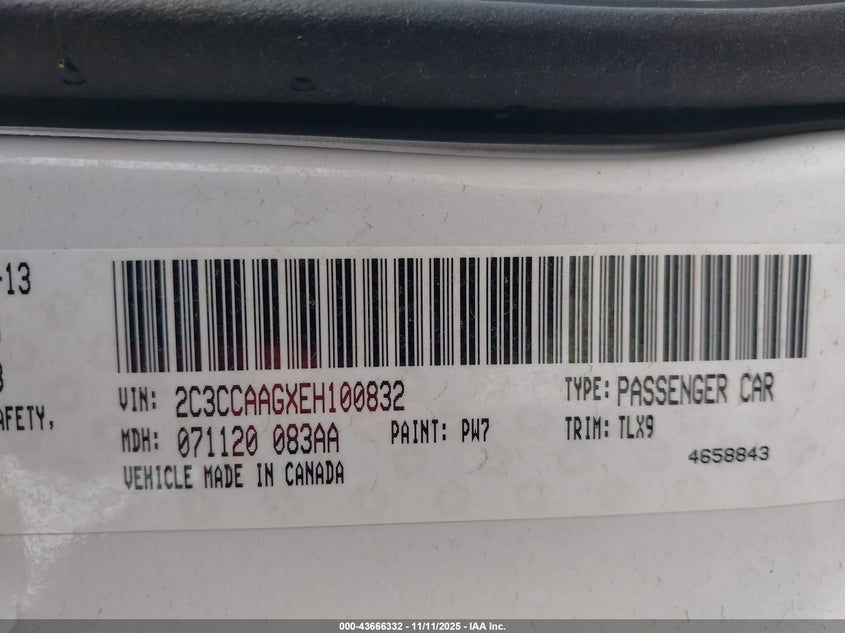 -13
3
AFETY,
VIN: 2C3CCAAGXEH100832
TYPE: PASSENGER CAR
MDH: 071120 083AA
PAINT: PW7
TRIM: TLX9
VEHICLE MADE IN CANADA
4658843
000-43666332 - 11/11/2025 - IAA Inc.